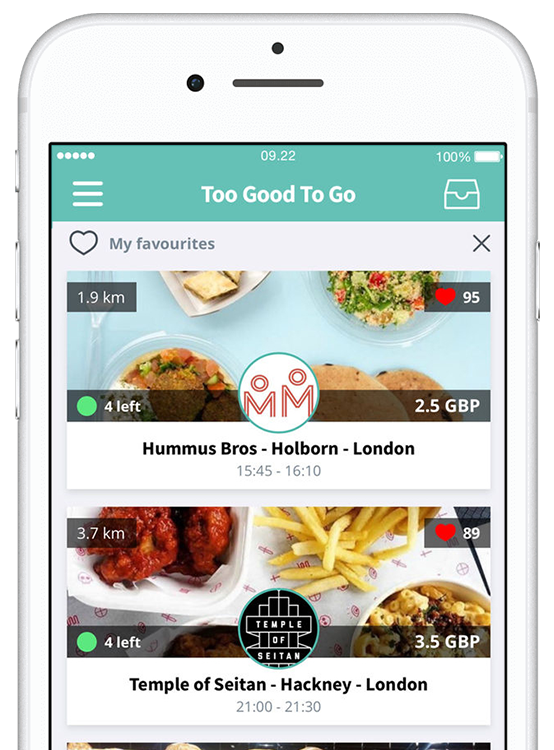 09.22
100%
Too Good To Go
My favourites
1.9 km
95
4 left
2.5 GBP
Hummus Bros - Holborn - London
15:45 - 16:10
3.7 km
89
TEMPLE
OF
SEITAN
4 left
3.5 GBP
Temple of Seitan - Hackney - London
21:00 - 21:30